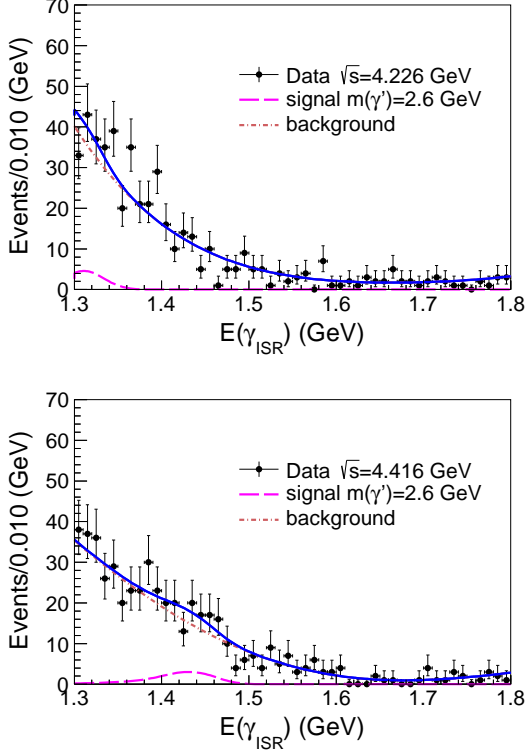 70
60
50
40
30
20
10
0
Events/0.010 (GeV)
Data √s=4.226 GeV
signal m(γ')=2.6 GeV
background
1.3 1.4 1.5 1.6 1.7 1.8
E(γ_ISR) (GeV)
70
60
50
40
30
20
10
0
Events/0.010 (GeV)
Data √s=4.416 GeV
signal m(γ')=2.6 GeV
background
1.3 1.4 1.5 1.6 1.7 1.8
E(γ_ISR) (GeV)